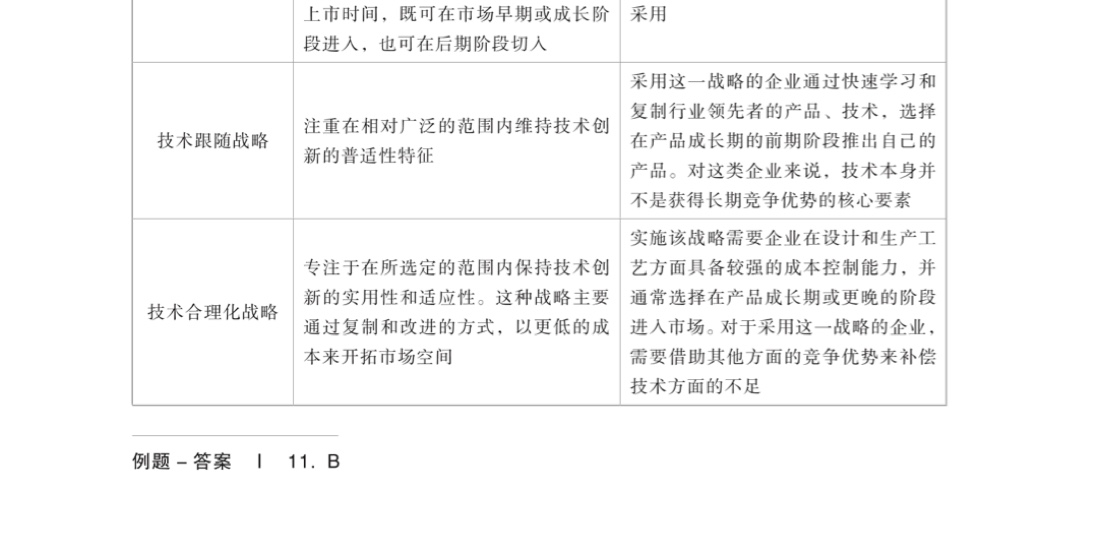 上市时间，既可在市场早期或成长阶
段进入，也可在后期阶段切入
采用
技术跟随战略
注重在相对广泛的范围内维持技术创
新的普适性特征
采用这一战略的企业通过快速学习和
复制行业领先者的产品、技术，选择
在产品成长期的前期阶段推出自己的
产品。对这类企业来说，技术本身并
不是获得长期竞争优势的核心要素
技术合理化战略
专注于在所选定的范围内保持技术创
新的实用性和适应性。这种战略主要
通过复制和改进的方式，以更低的成
本来开拓市场空间
实施该战略需要企业在设计和生产工
艺方面具备较强的成本控制能力，并
通常选择在产品成长期或更晚的阶段
进入市场。对于采用这一战略的企业，
需要借助其他方面的竞争优势来补偿
技术方面的不足
例题 – 答案 | 11. B